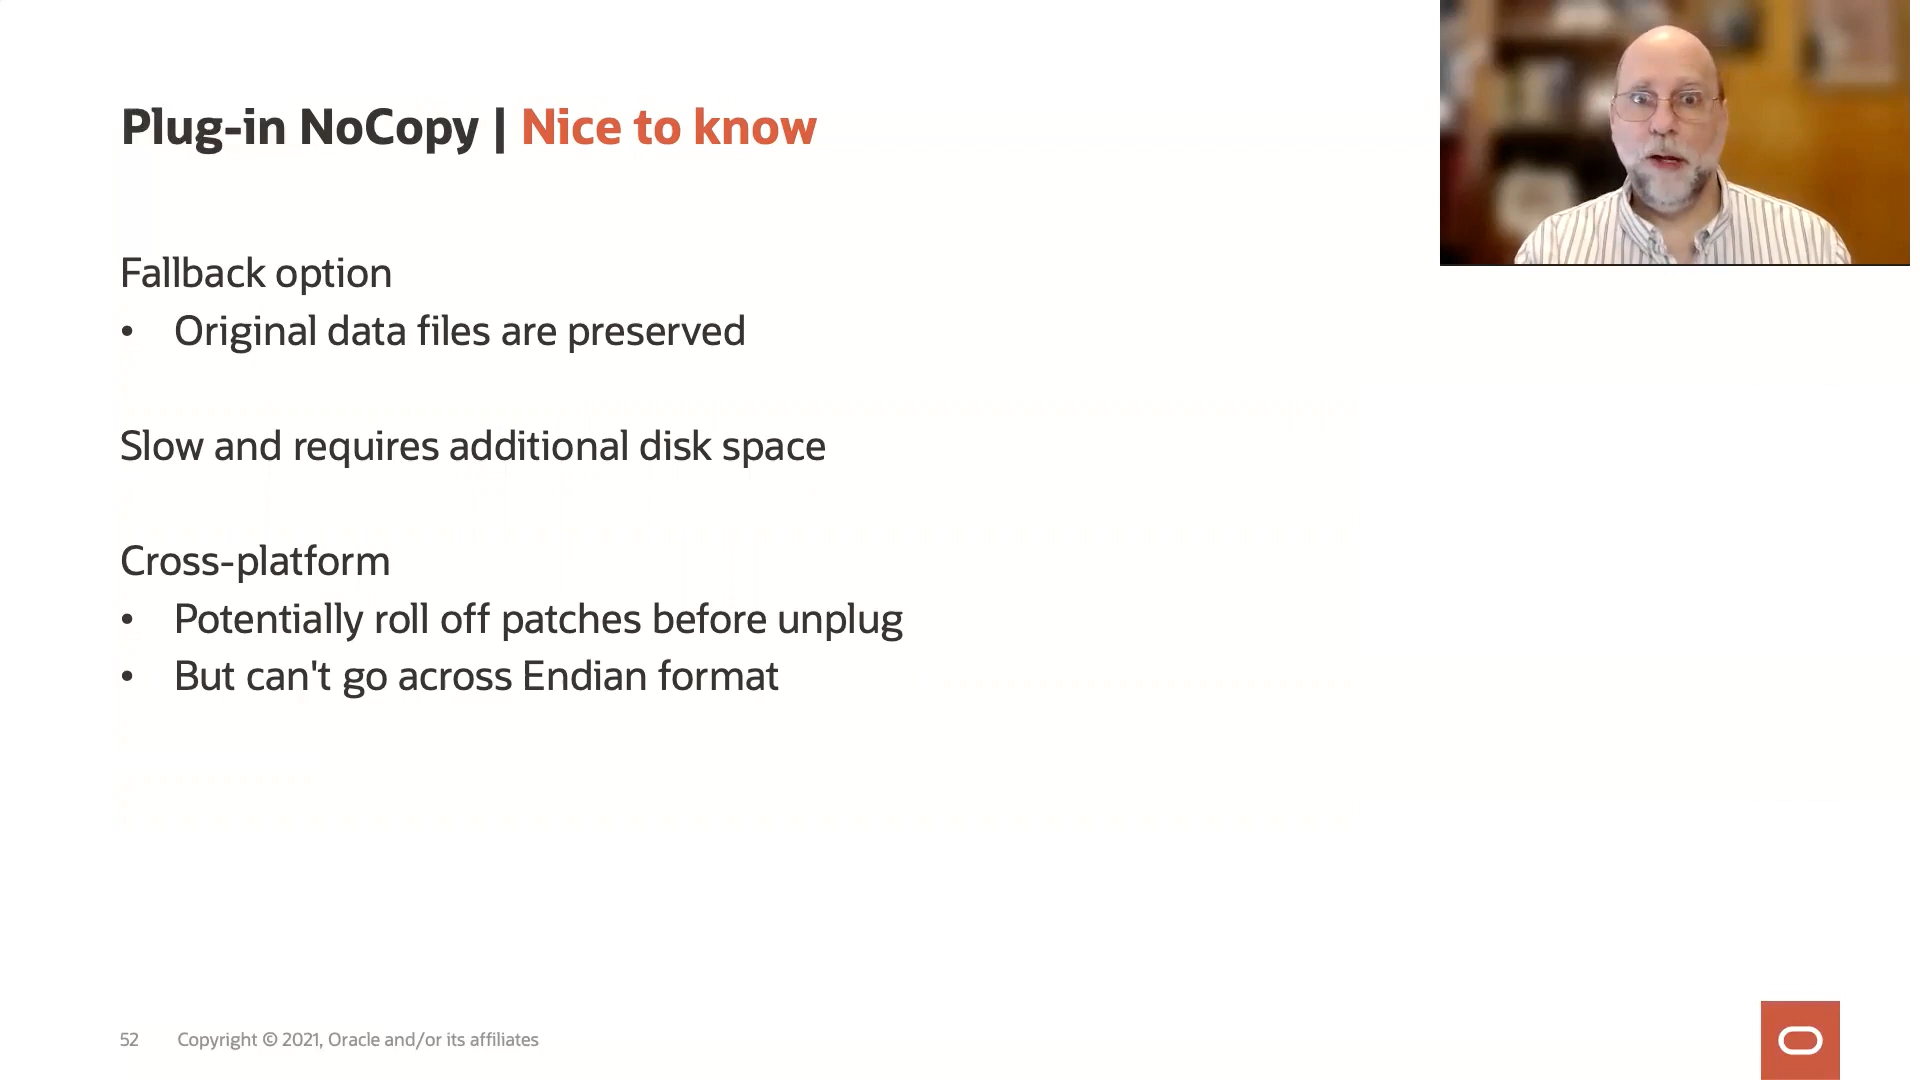 Plug-in NoCopy | Nice to know
Fallback option
• Original data files are preserved
Slow and requires additional disk space
Cross-platform
• Potentially roll off patches before unplug
• But can't go across Endian format
52 Copyright © 2021, Oracle and/or its affiliates